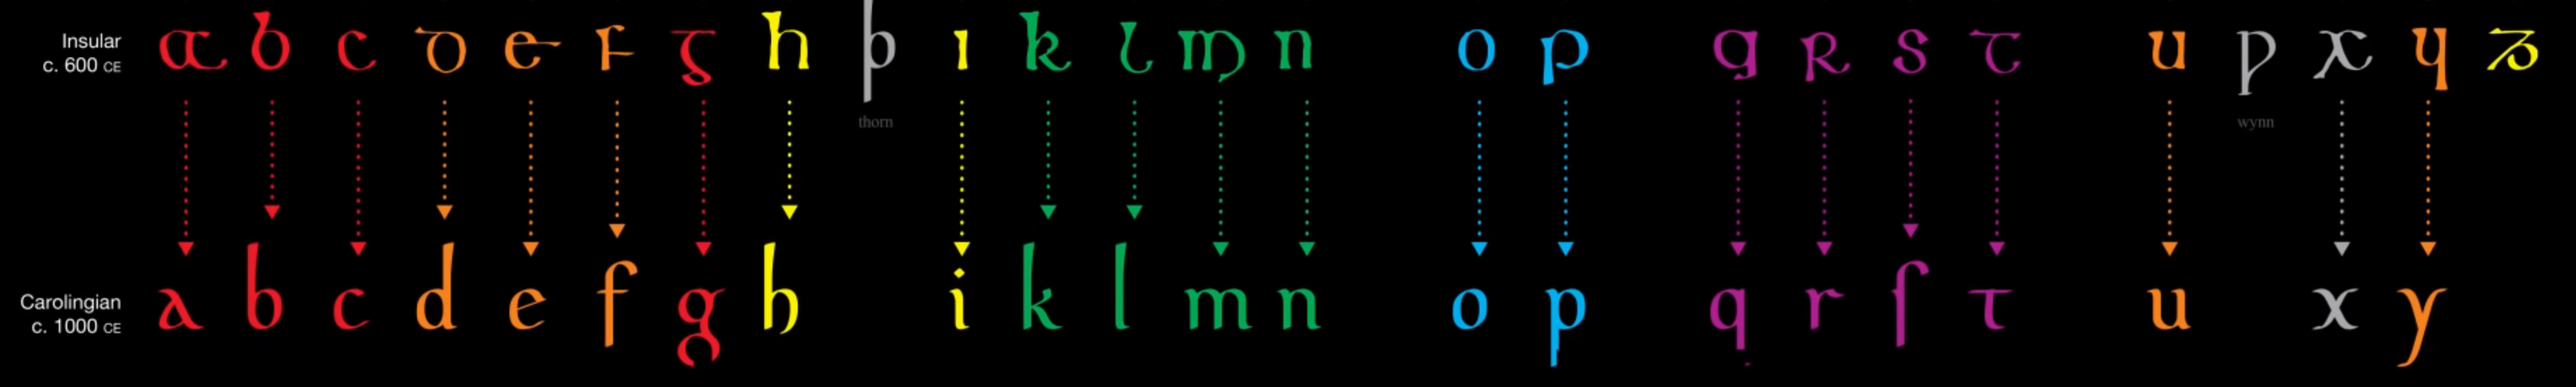 Insular
c. 600 CE
a b c d e f g h þ ı k l m n o p q r s t u ƿ x y z
thorn
wynn
Carolingian
c. 1000 CE
a b c d e f g h i k l m n o p q r ſ t u x y